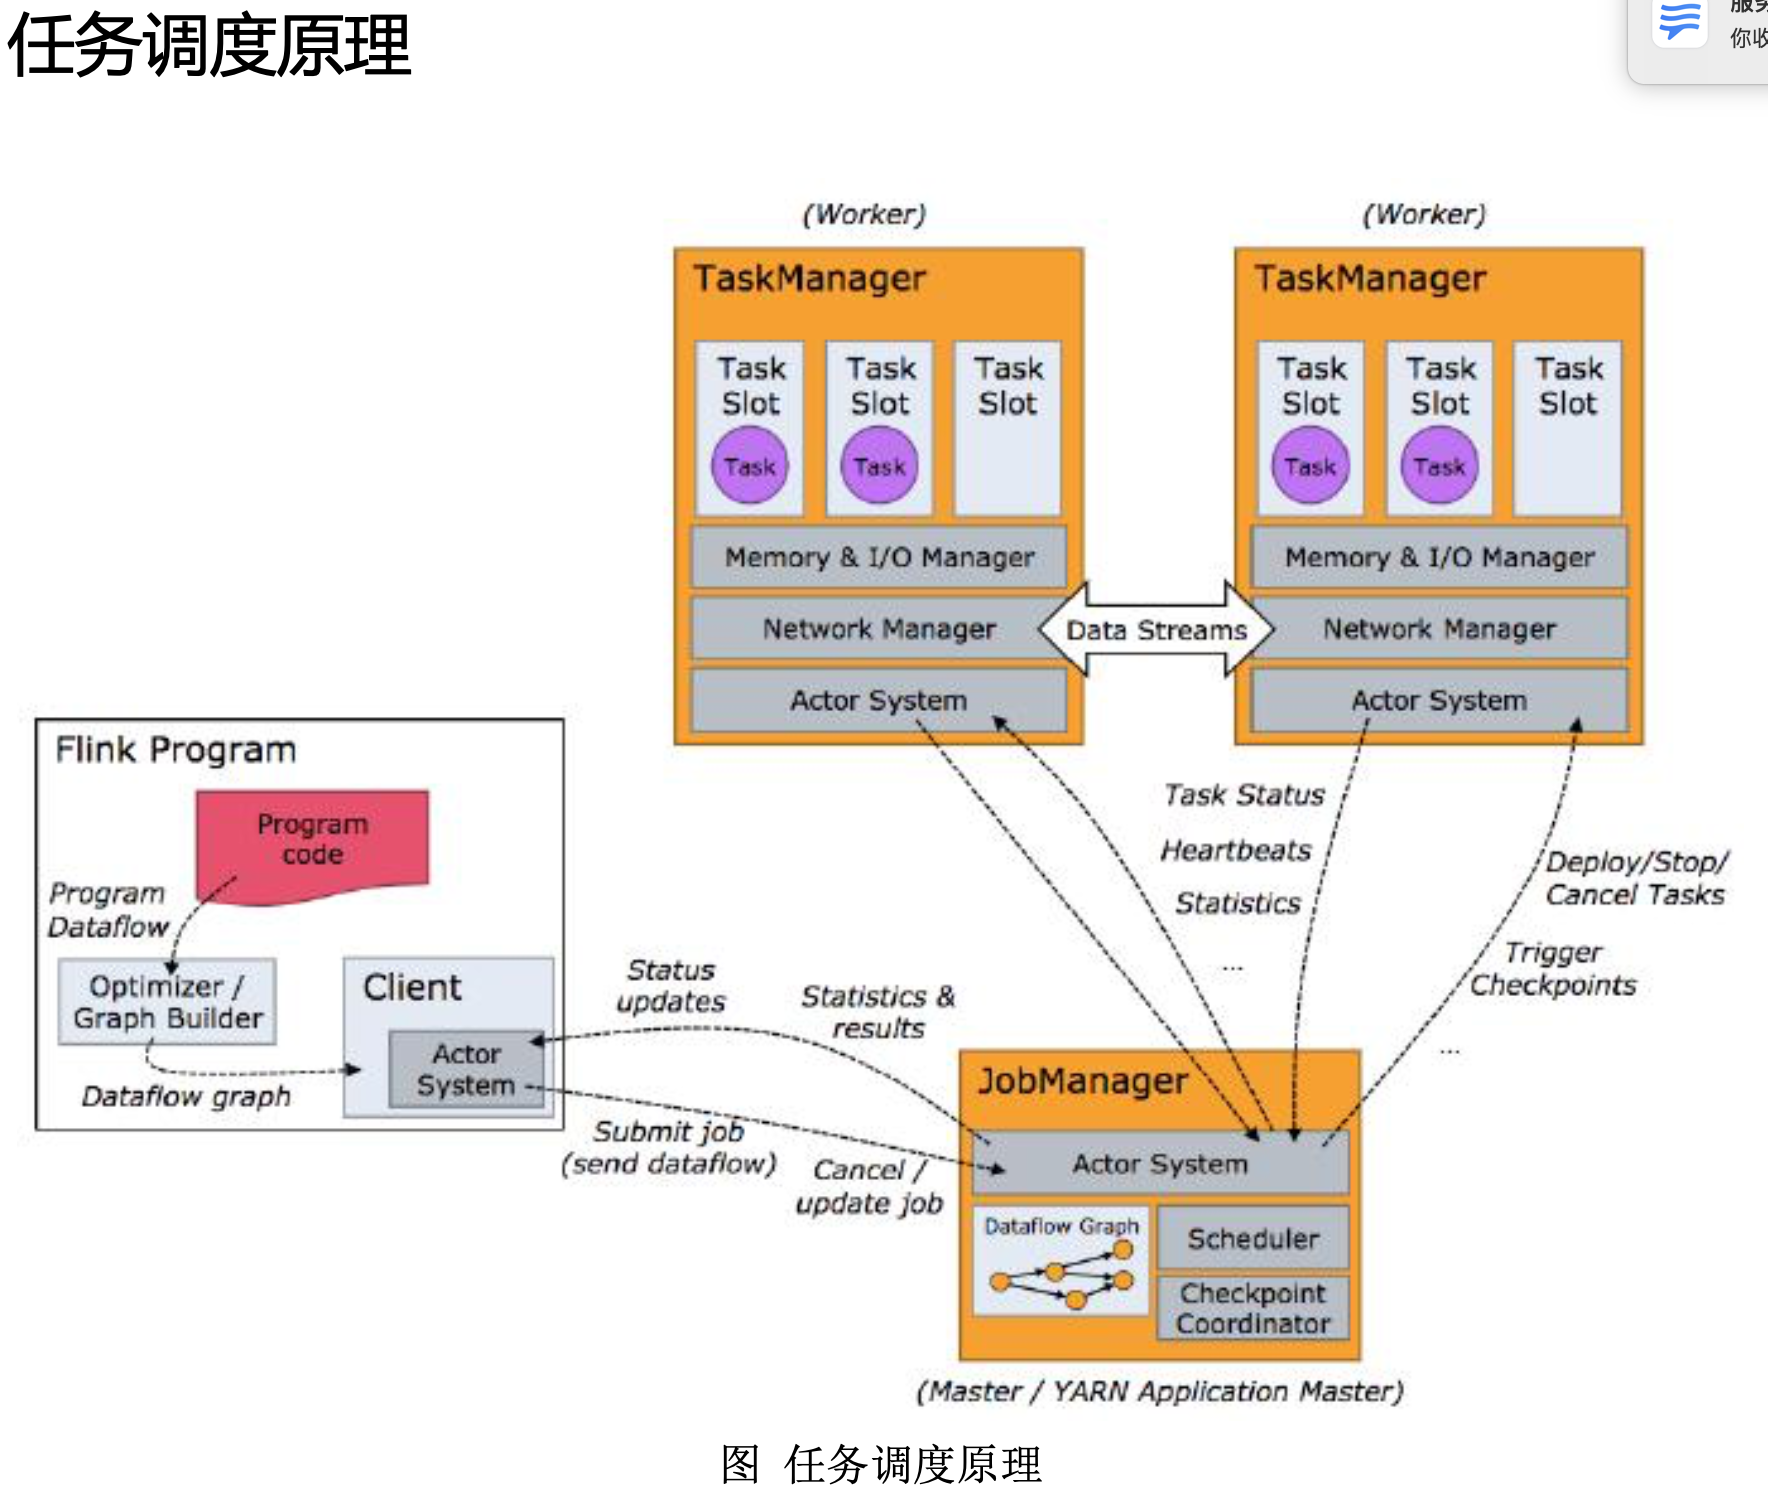 任务调度原理
你收
(Worker)
(Worker)
TaskManager
TaskManager
Task
Slot
Task
Task
Slot
Task
Task
Slot
Task
Slot
Task
Task
Slot
Task
Task
Slot
Memory & I/O Manager
Memory & I/O Manager
Network Manager
Data Streams
Network Manager
Actor System
Actor System
Flink Program
Program
code
Program
Dataflow
Optimizer /
Graph Builder
Dataflow graph
Client
Actor
System
Status
updates
Statistics &
results
Submit job
(send dataflow)
Cancel /
update job
Task Status
Heartbeats
Statistics
...
Deploy/Stop/
Cancel Tasks
Trigger
Checkpoints
...
JobManager
Actor System
Dataflow Graph
Scheduler
Checkpoint
Coordinator
(Master / YARN Application Master)
图 任务调度原理